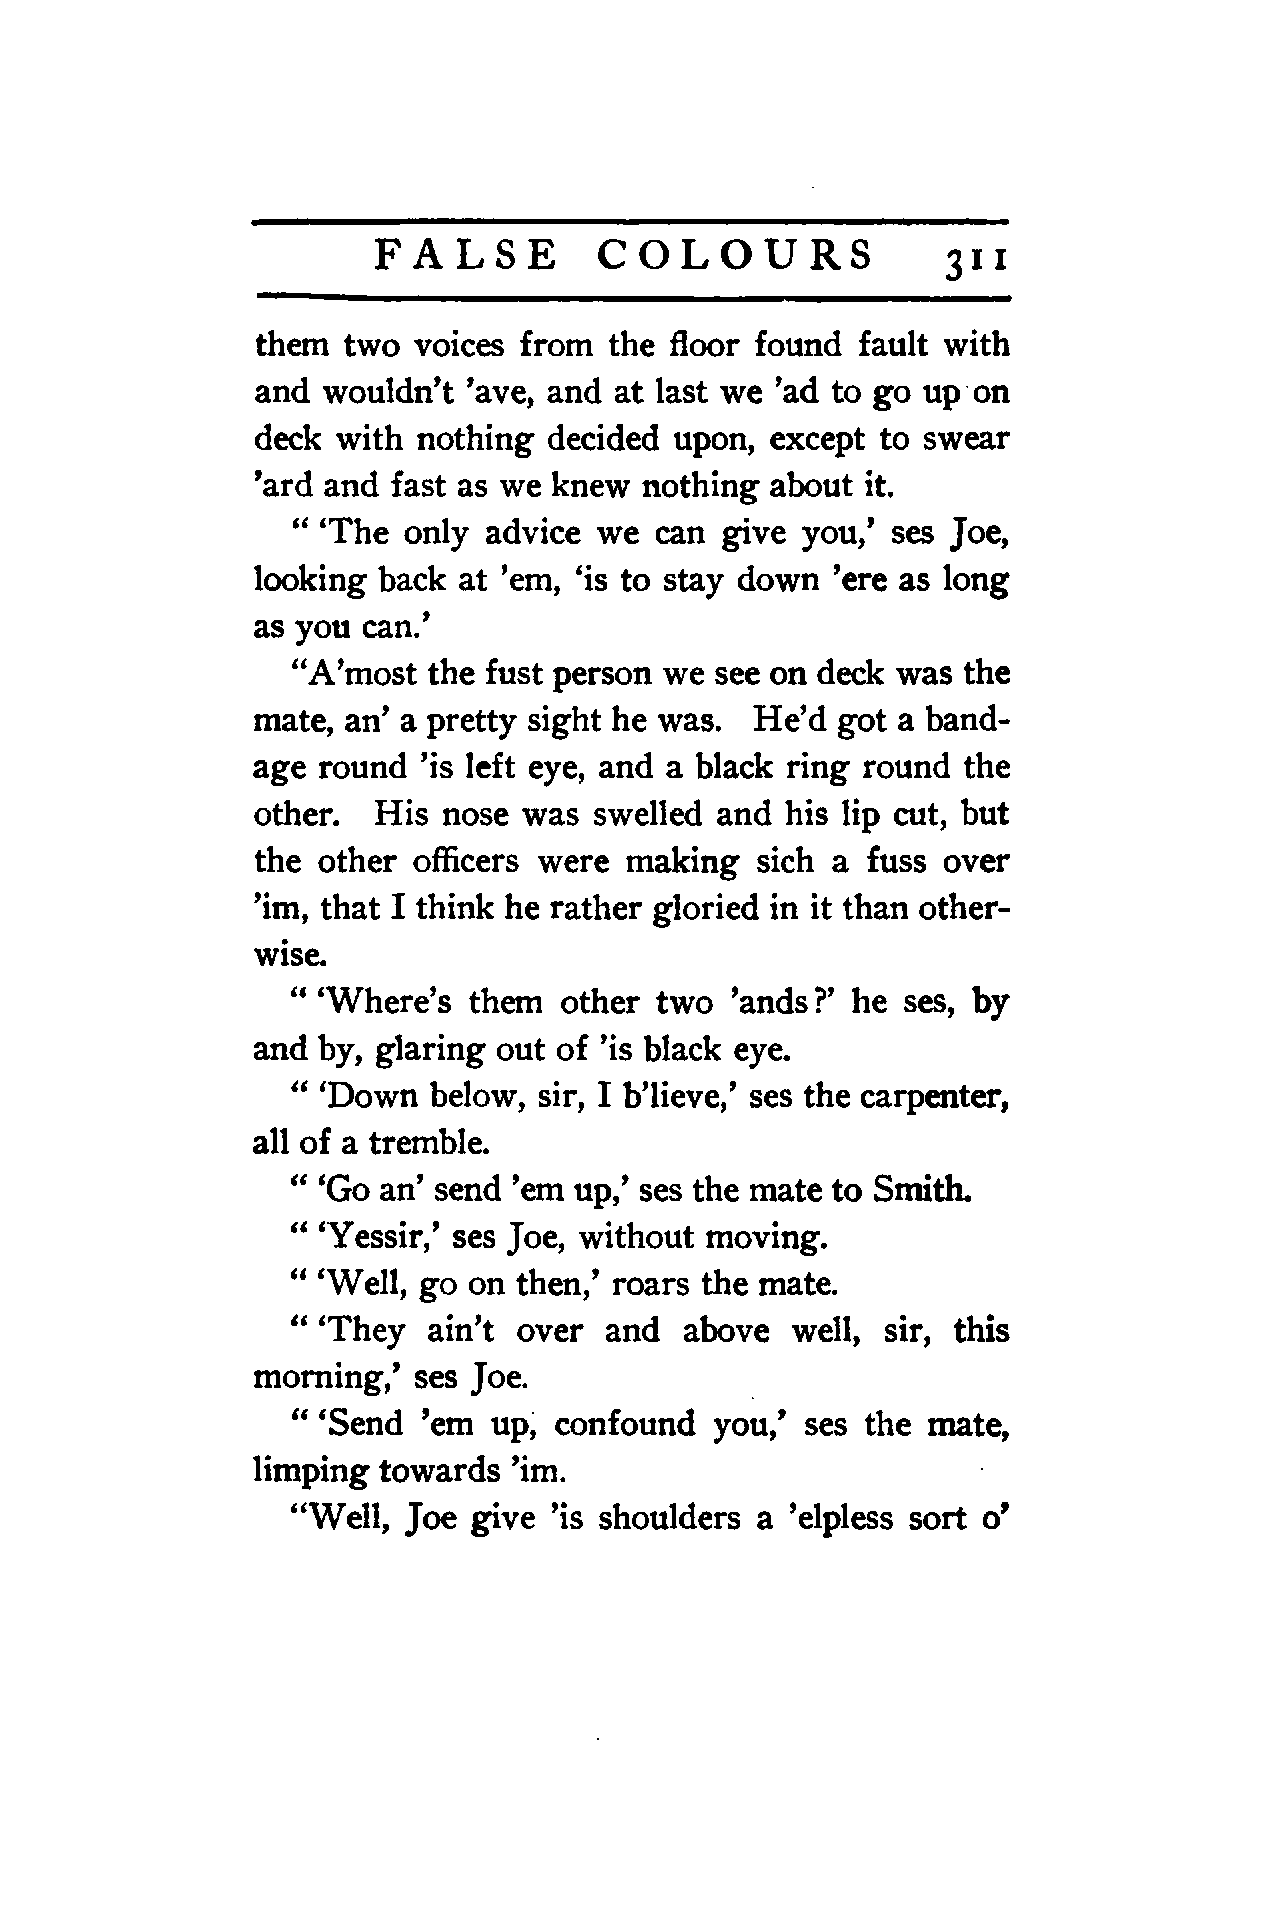 FALSE COLOURS 311
them two voices from the floor found fault with
and wouldn't 'ave, and at last we 'ad to go up on
deck with nothing decided upon, except to swear
'ard and fast as we knew nothing about it.
" 'The only advice we can give you,' ses Joe,
looking back at 'em, 'is to stay down 'ere as long
as you can.'
"A'most the fust person we see on deck was the
mate, an' a pretty sight he was. He'd got a band-
age round 'is left eye, and a black ring round the
other. His nose was swelled and his lip cut, but
the other officers were making sich a fuss over
'im, that I think he rather gloried in it than other-
wise.
" 'Where's them other two 'ands?' he ses, by
and by, glaring out of 'is black eye.
" 'Down below, sir, I b'lieve,' ses the carpenter,
all of a tremble.
" 'Go an' send 'em up,' ses the mate to Smith.
" 'Yessir,' ses Joe, without moving.
" 'Well, go on then,' roars the mate.
" 'They ain't over and above well, sir, this
morning,' ses Joe.
" 'Send 'em up, confound you,' ses the mate,
limping towards 'im.
"Well, Joe give 'is shoulders a 'elpless sort o'